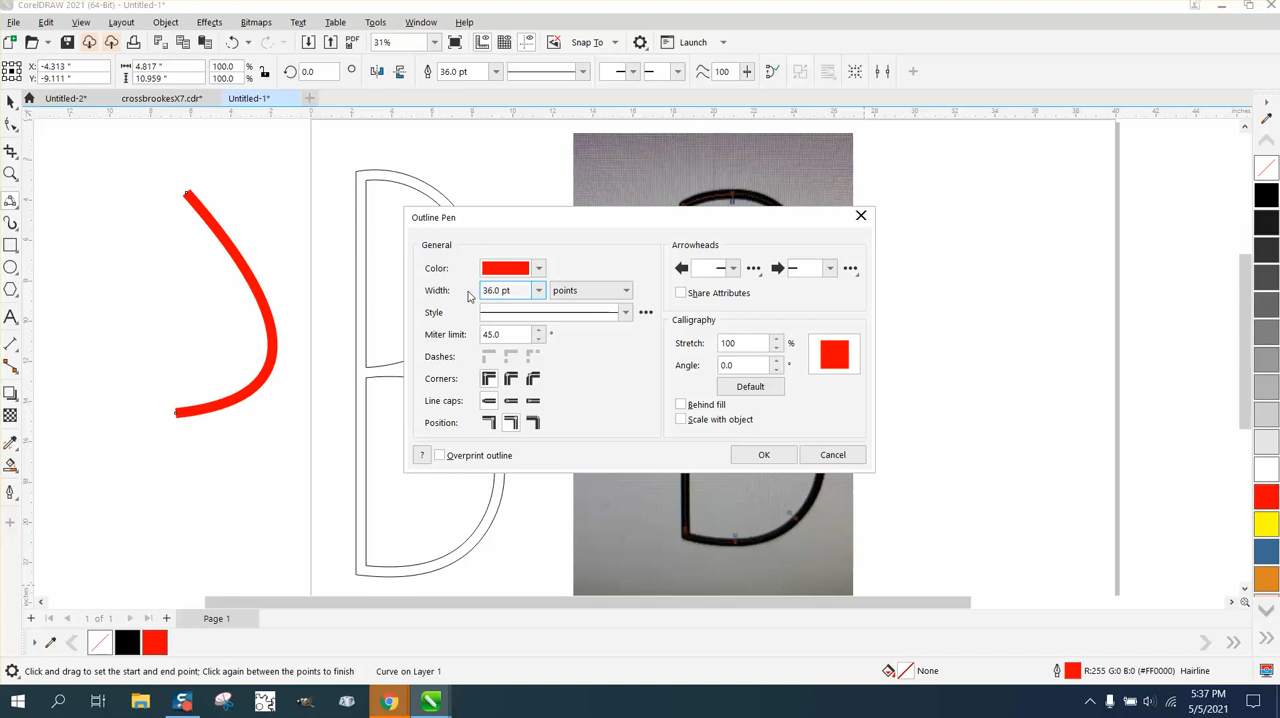 CorelDRAW 2021 (64-Bit) - Untitled-1*
File Edit View Layout Object Effects Bitmaps Text Table Tools Window Help
PDF 31% Snap To Launch
X: -4.313 " 4.817 " 100.0 % 0.0 ° 36.0 pt 100
Y: -9.111 " 10.959 " 100.0 %
Untitled-2* crossbrookesX7.cdr* Untitled-1*
inches
Outline Pen
General
Color:
Width: 36.0 pt points
Style
Miter limit: 45.0 °
Dashes:
Corners:
Line caps:
Position:
? Overprint outline
Arrowheads
Share Attributes
Calligraphy
Stretch: 100 %
Angle: 0.0 °
Default
Behind fill
Scale with object
OK Cancel
1 of 1 Page 1
Click and drag to set the start and end point; Click again between the points to finish Curve on Layer 1 None R:255 G:0 B:0 (#FF0000) Hairline
5:37 PM
5/5/2021